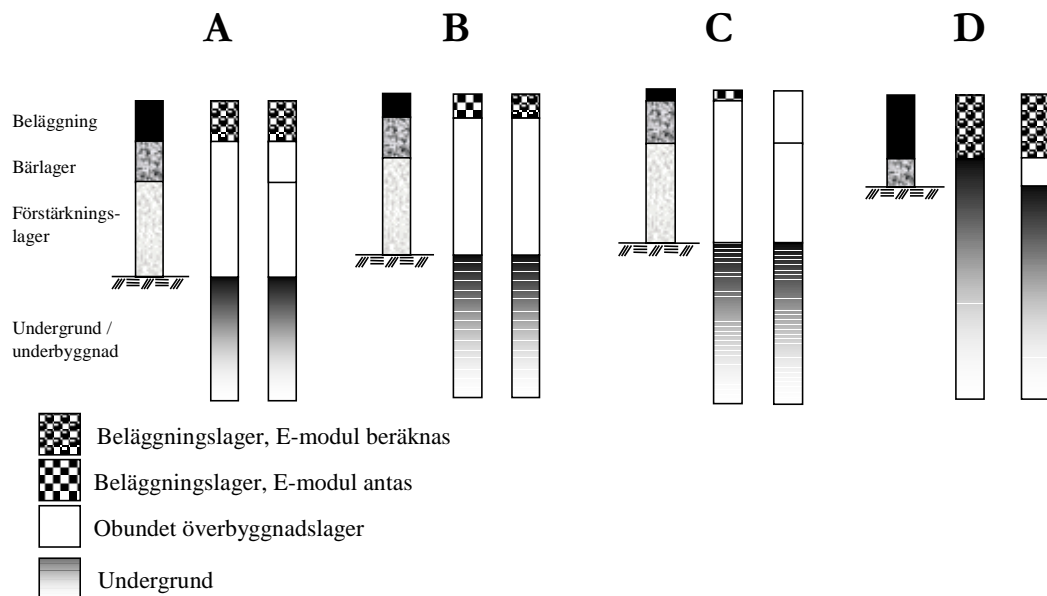 A B C D
Beläggning
Bärlager
Förstärknings-
lager
Undergrund /
underbyggnad
Beläggningslager, E-modul beräknas
Beläggningslager, E-modul antas
Obundet överbyggnadslager
Undergrund